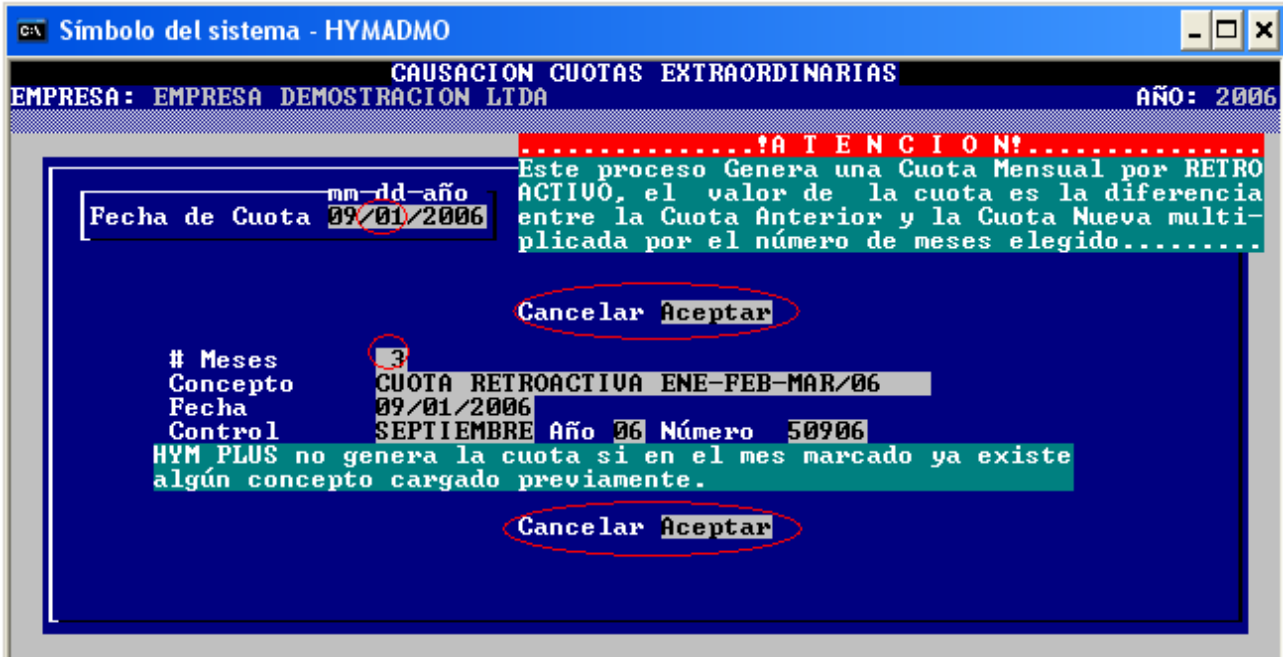 Símbolo del sistema - HYMADMO
CAUSACION CUOTAS EXTRAORDINARIAS
EMPRESA: EMPRESA DEMOSTRACION LTDA AÑO: 2006
................!A T E N C I O N!................
Este proceso Genera una Cuota Mensual por RETRO
ACTIVO, el valor de la cuota es la diferencia
entre la Cuota Anterior y la Cuota Nueva multi-
plicada por el número de meses elegido.........
mm-dd-año
Fecha de Cuota 09/01/2006
Cancelar Aceptar
# Meses 3
Concepto CUOTA RETROACTIVA ENE-FEB-MAR/06
Fecha 09/01/2006
Control SEPTIEMBRE Año 06 Número 50906
HYM PLUS no genera la cuota si en el mes marcado ya existe
algún concepto cargado previamente.
Cancelar Aceptar